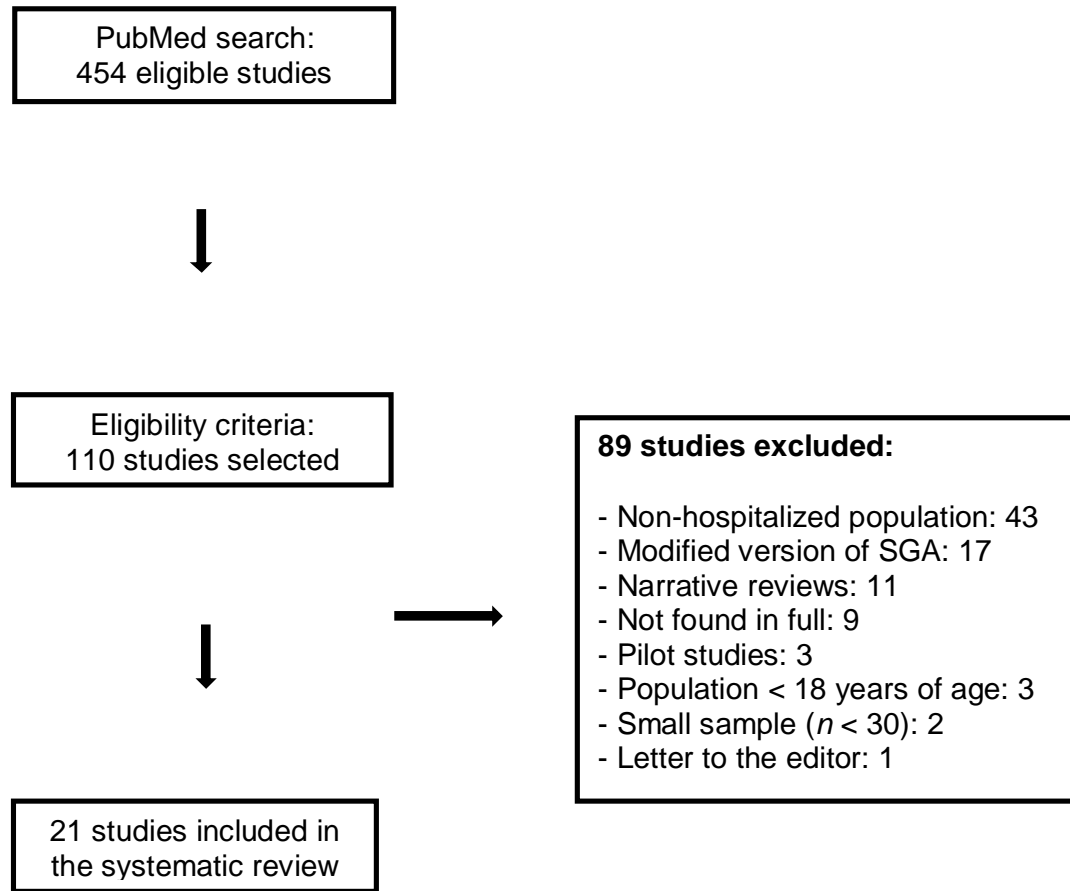 PubMed search:
454 eligible studies
Eligibility criteria:
110 studies selected
89 studies excluded:
- Non-hospitalized population: 43
- Modified version of SGA: 17
- Narrative reviews: 11
- Not found in full: 9
- Pilot studies: 3
- Population < 18 years of age: 3
- Small sample (n < 30): 2
- Letter to the editor: 1
21 studies included in
the systematic review